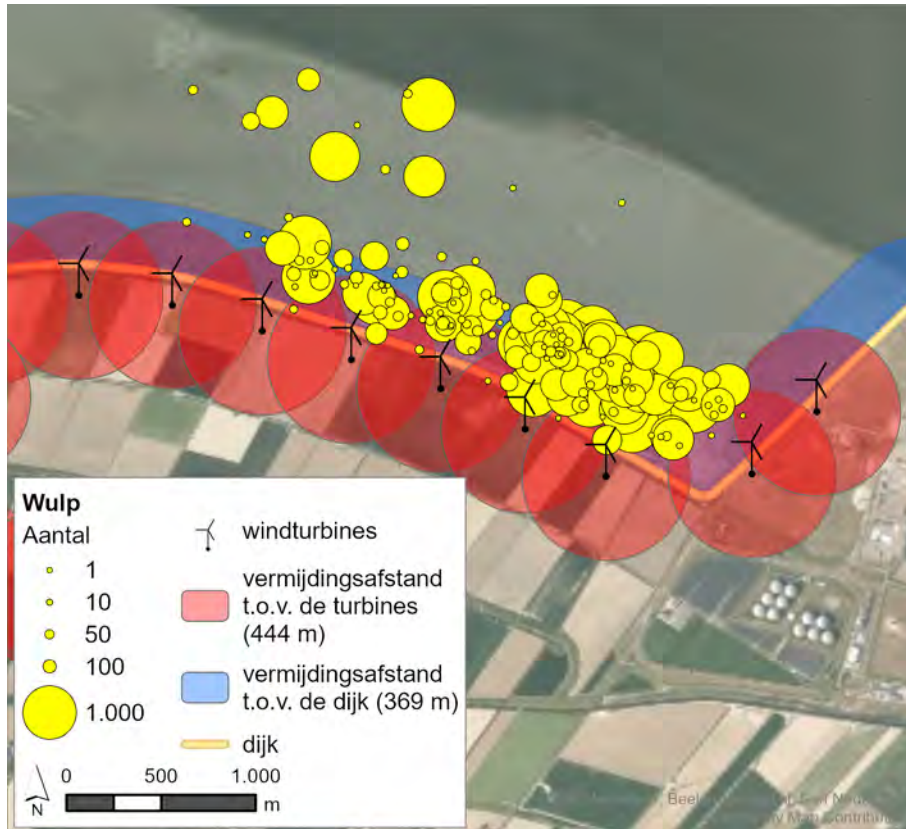 Wulp
Aantal
1
10
50
100
1.000
windturbines
vermijdingsafstand
t.o.v. de turbines
(444 m)
vermijdingsafstand
t.o.v. de dijk (369 m)
dijk
0 500 1.000
m
N